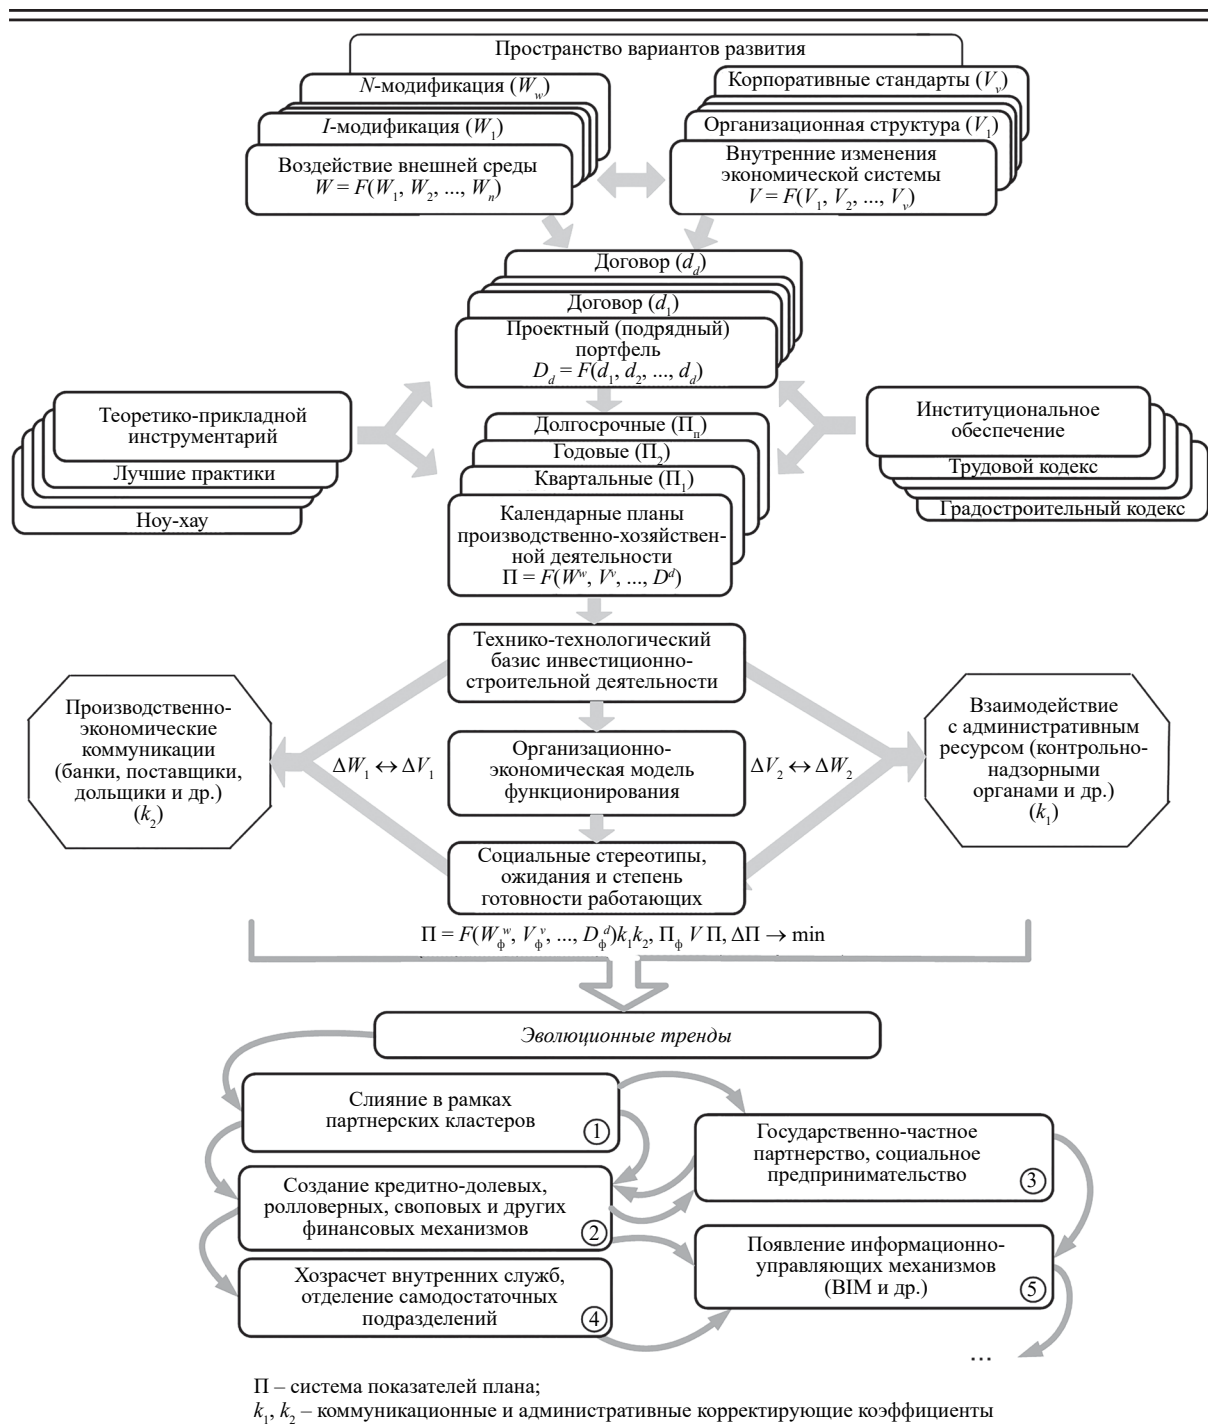 Пространство вариантов развития
N-модификация (W_w)
I-модификация (W_1)
Воздействие внешней среды
W = F(W_1, W_2, ..., W_n)
Корпоративные стандарты (V_v)
Организационная структура (V_1)
Внутренние изменения
экономической системы
V = F(V_1, V_2, ..., V_v)
Договор (d_d)
Договор (d_1)
Проектный (подрядный)
портфель
D_d = F(d_1, d_2, ..., d_d)
Теоретико-прикладной
инструментарий
Лучшие практики
Ноу-хау
Долгосрочные (П_п)
Годовые (П_2)
Квартальные (П_1)
Календарные планы
производственно-хозяйствен-
ной деятельности
П = F(W^w, V^v, ..., D^d)
Институциональное
обеспечение
Трудовой кодекс
Градостроительный кодекс
Технико-технологический
базис инвестиционно-
строительной деятельности
Производственно-
экономические
коммуникации
(банки, поставщики,
дольщики и др.)
(k_2)
ΔW_1 ↔ ΔV_1
Организационно-
экономическая модель
функционирования
ΔV_2 ↔ ΔW_2
Взаимодействие
с административным
ресурсом (контрольно-
надзорными
органами и др.)
(k_1)
Социальные стереотипы,
ожидания и степень
готовности работающих
П = F(W_ф^w, V_ф^v, ..., D_ф^d)k_1k_2, П_ф V П, ΔП → min
Эволюционные тренды
Слияние в рамках
партнерских кластеров
1
Создание кредитно-долевых,
ролловерных, своповых и других
финансовых механизмов
2
Государственно-частное
партнерство, социальное
предпринимательство
3
Хозрасчет внутренних служб,
отделение самодостаточных
подразделений
4
Появление информационно-
управляющих механизмов
(BIM и др.)
5
...
П – система показателей плана;
k_1, k_2 – коммуникационные и административные корректирующие коэффициенты